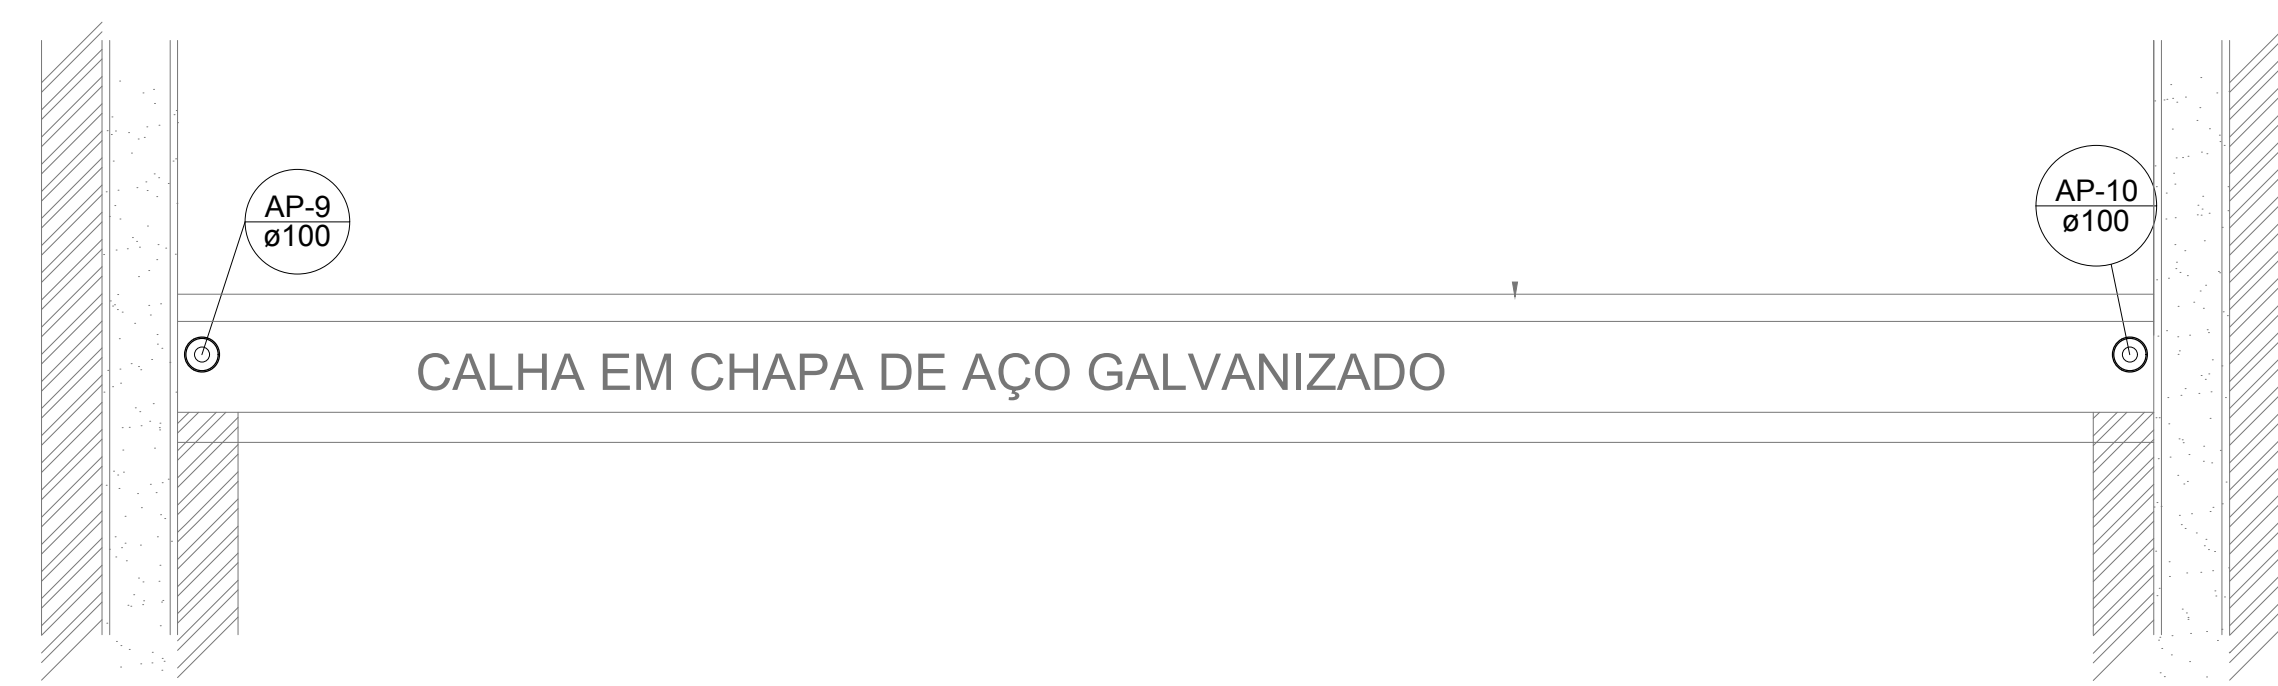 AP-9
ø100
AP-10
ø100
CALHA EM CHAPA DE AÇO GALVANIZADO